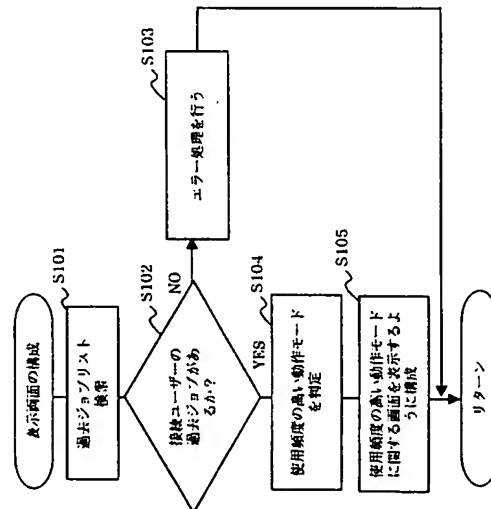 表示画面の構成
S101
過去ジョブリスト
検索
S102
接続ユーザーの
過去ジョブがあ
るか?
NO
S103
エラー処理を行う
YES
S104
使用頻度の高い動作モード
を判定
S105
使用頻度の高い動作モード
に関する画面を表示するよ
うに構成
リターン